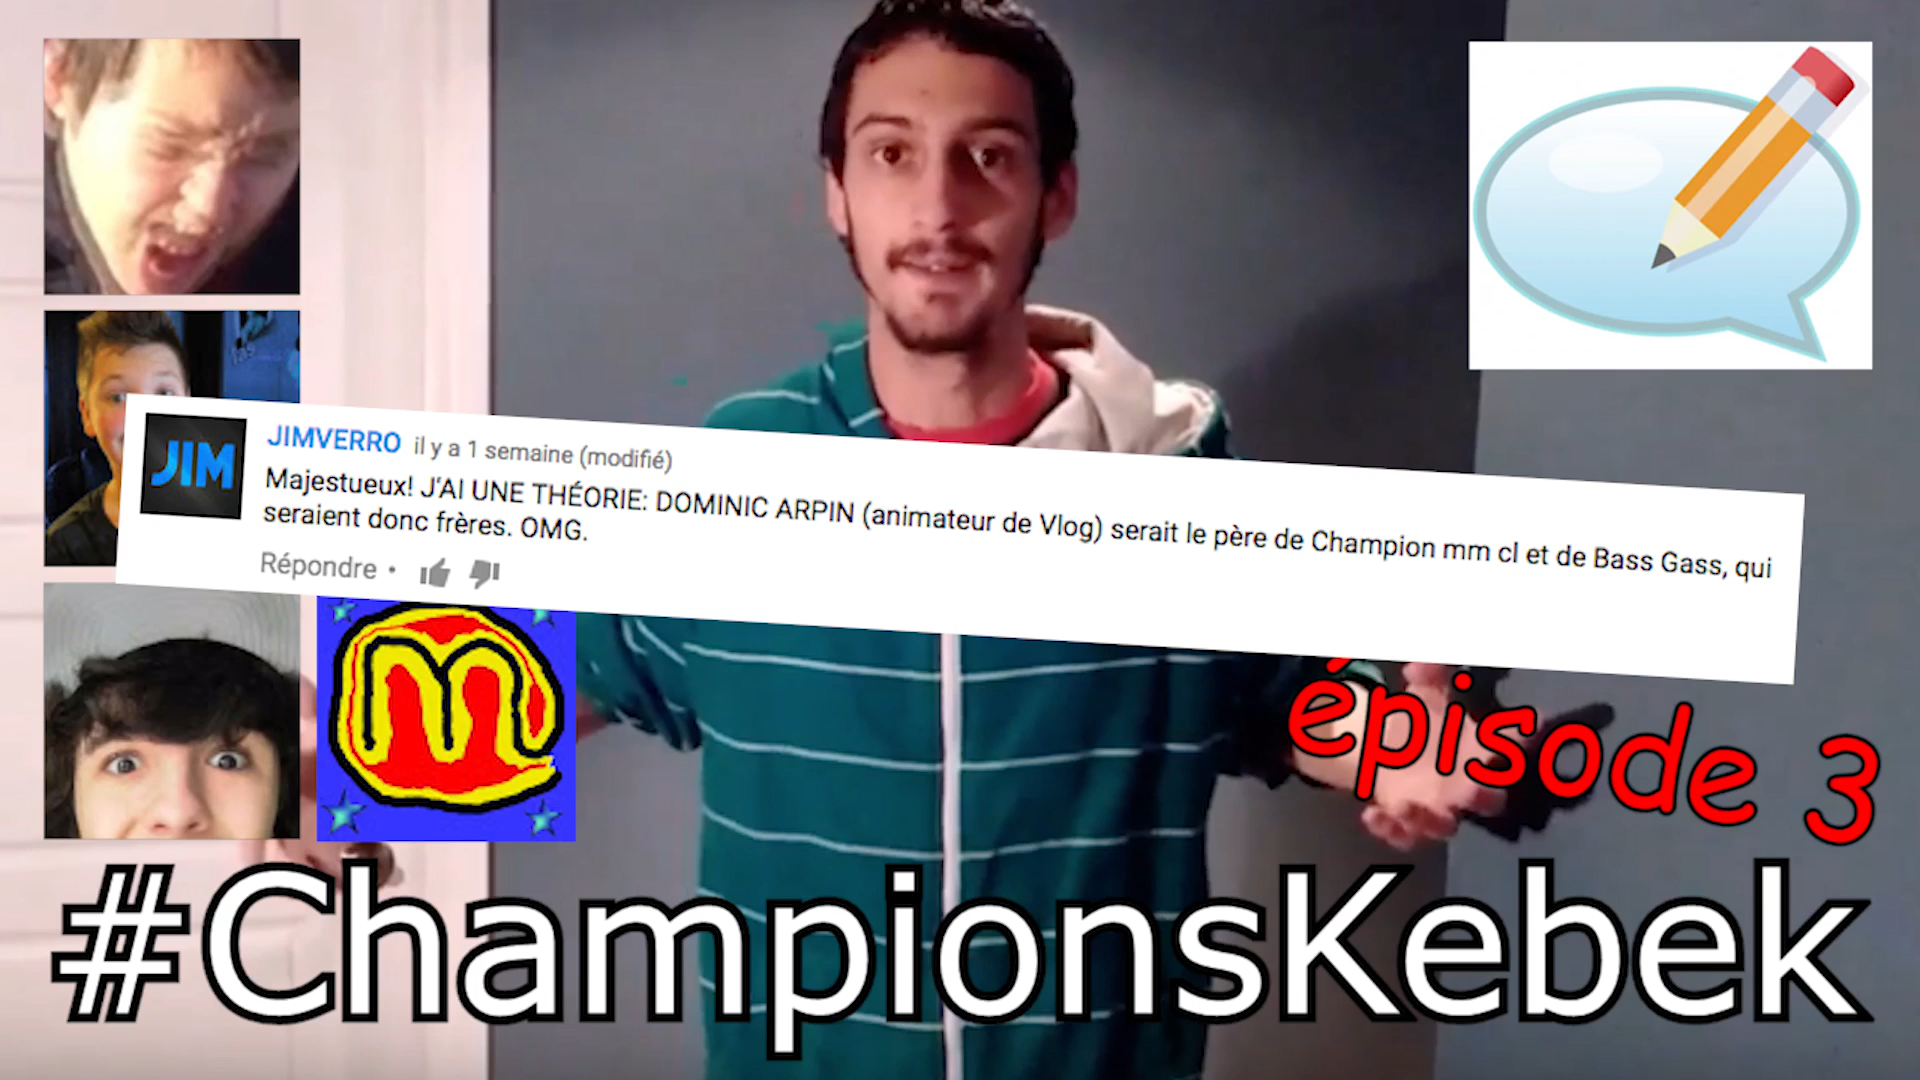 JIM
JIMVERRO il y a 1 semaine (modifié)
Majestueux! J'AI UNE THÉORIE: DOMINIC ARPIN (animateur de Vlog) serait le père de Champion mm cl et de Bass Gass, qui
seraient donc frères. OMG.
Répondre •
m
épisode 3
#ChampionsKebek